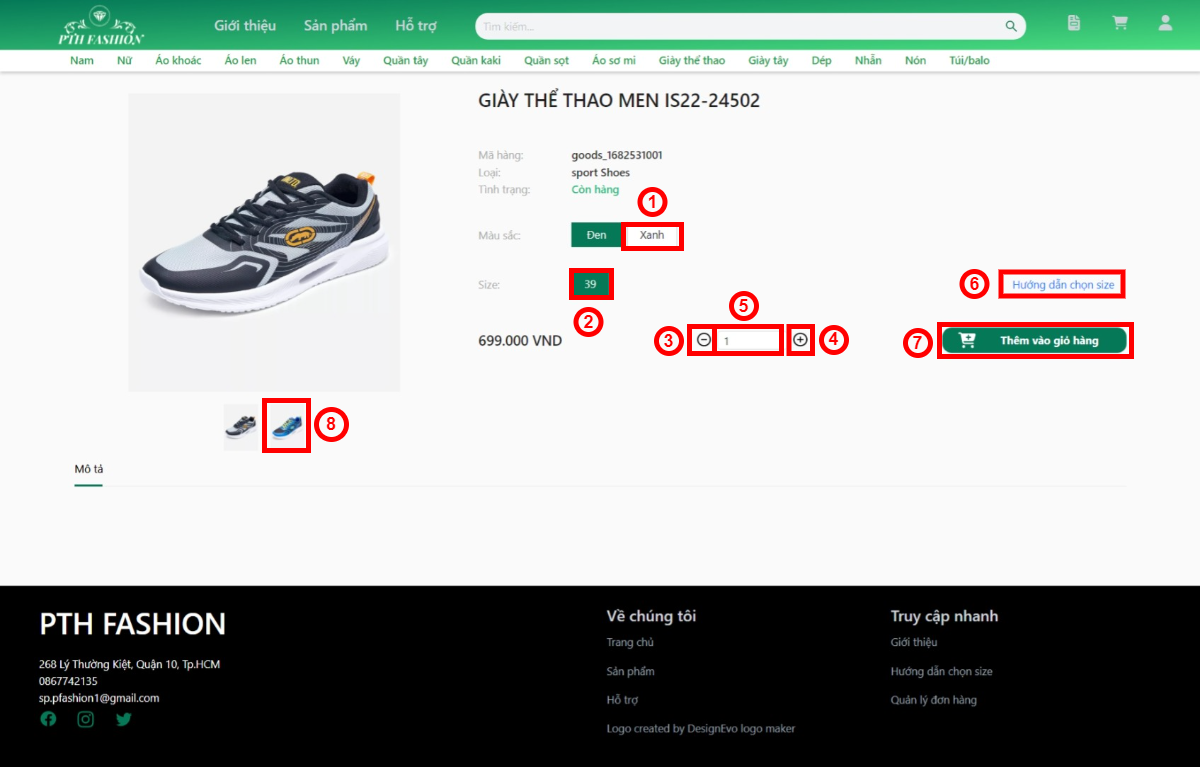 PTH FASHION
Giới thiệu Sản phẩm Hỗ trợ
Tìm kiếm...
Nam Nữ Áo khoác Áo len Áo thun Váy Quần tây Quần kaki Quần sọt Áo sơ mi Giày thể thao Giày tây Dép Nhẫn Nón Túi/balo
GIÀY THỂ THAO MEN IS22-24502
Mã hàng: goods_1682531001
Loại: sport Shoes
Tình trạng: Còn hàng
1
Màu sắc: Đen Xanh
Size: 39
6 Hướng dẫn chọn size
2
5
699.000 VND
3 1 4
7 Thêm vào giỏ hàng
8
Mô tả
PTH FASHION
268 Lý Thường Kiệt, Quận 10, Tp.HCM
0867742135
sp.pfashion1@gmail.com
Về chúng tôi
Trang chủ
Sản phẩm
Hỗ trợ
Logo created by DesignEvo logo maker
Truy cập nhanh
Giới thiệu
Hướng dẫn chọn size
Quản lý đơn hàng